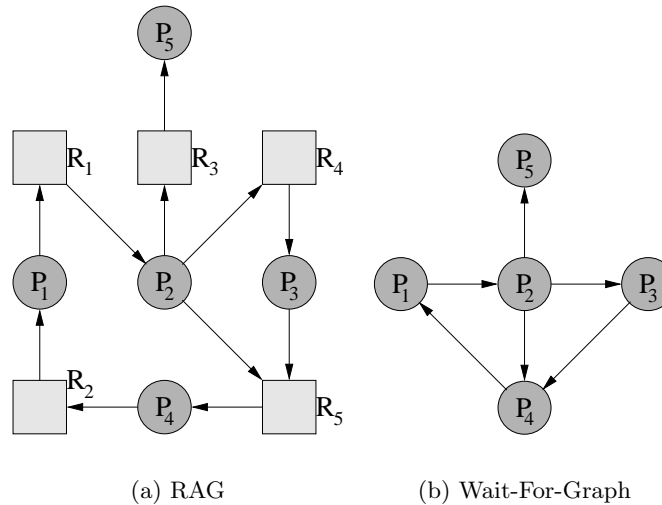 P5
R1
R3
R4
P5
P1
P2
P3
P1
P2
P3
R2
P4
R5
P4
(a) RAG
(b) Wait-For-Graph